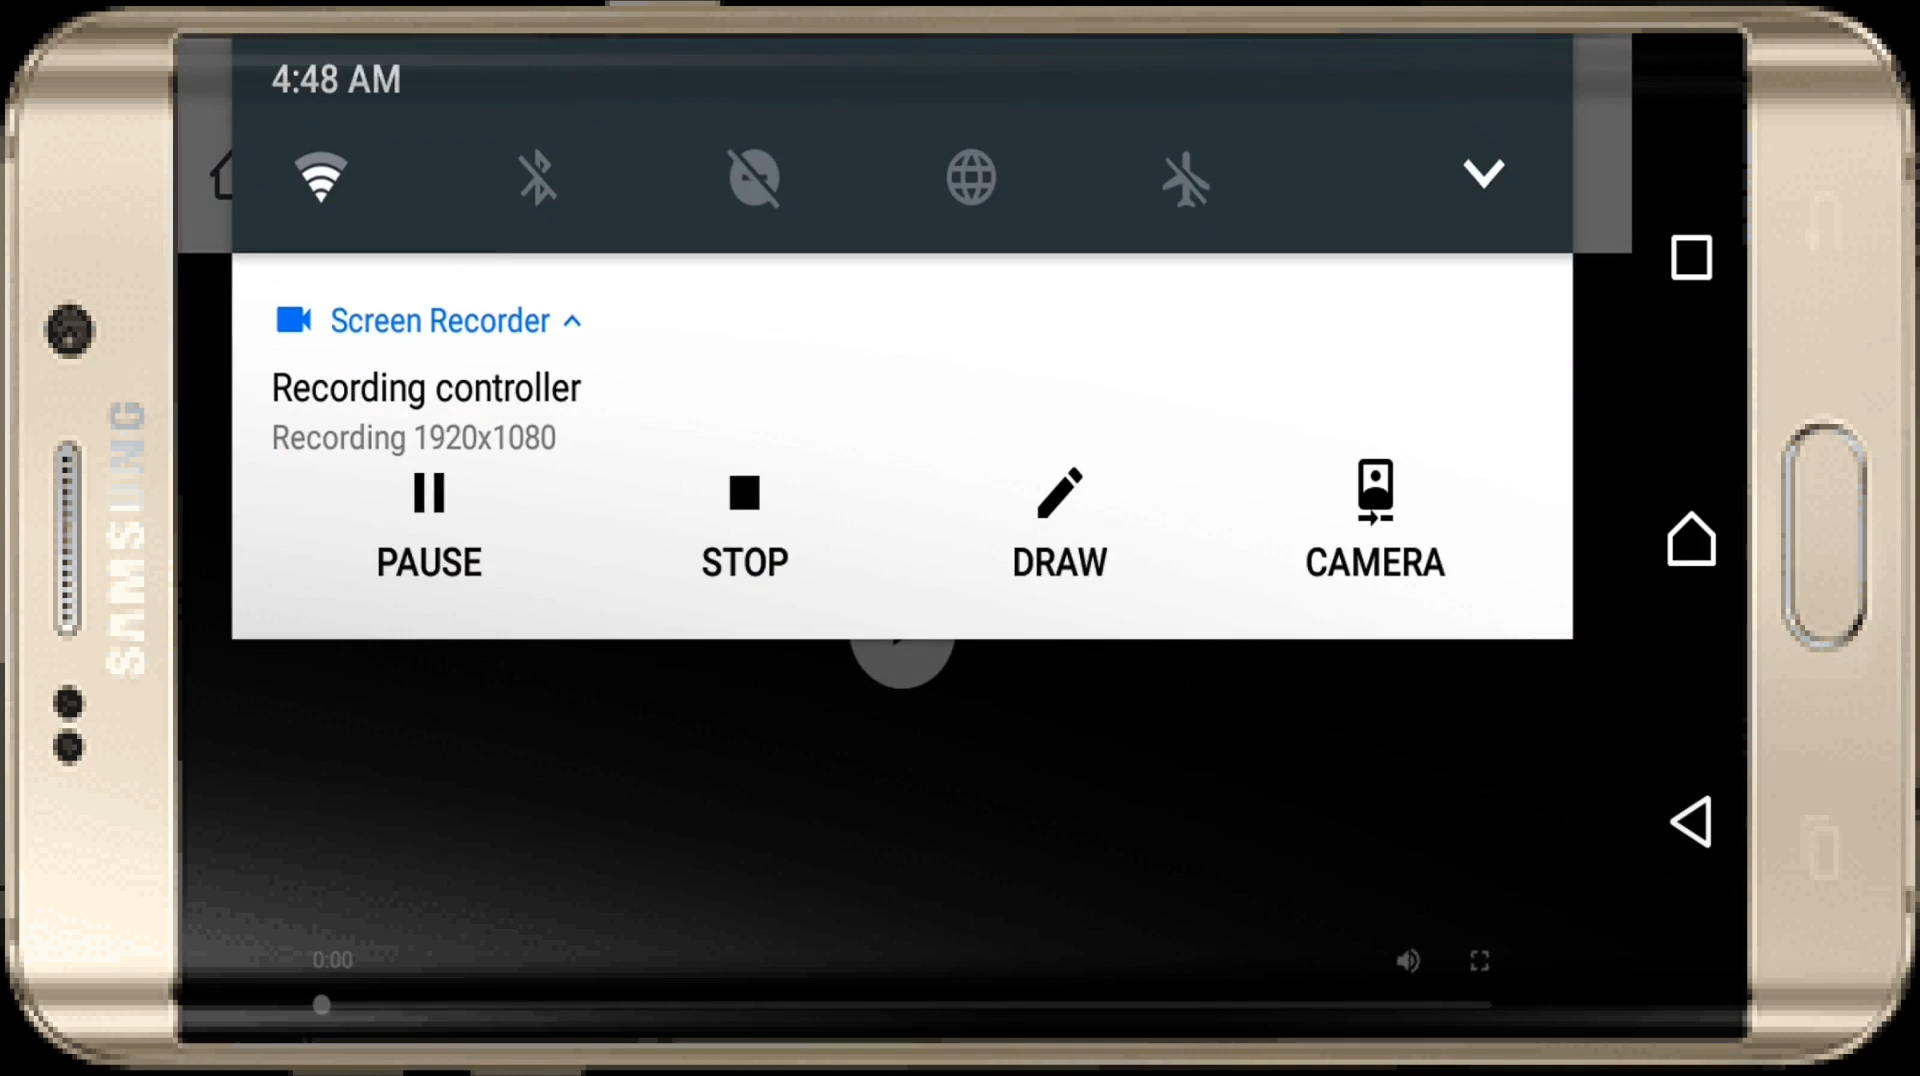 4:48 AM
Screen Recorder
Recording controller
Recording 1920x1080
PAUSE STOP DRAW CAMERA
SAMSUNG
0:00